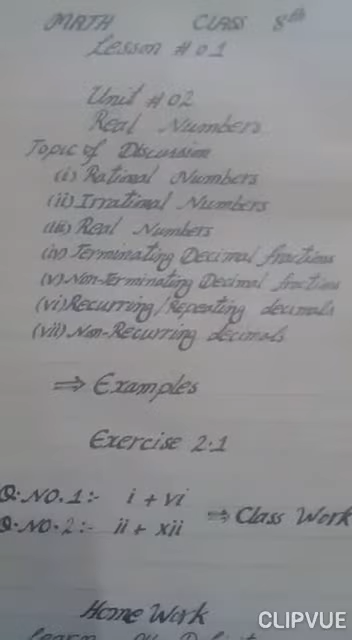 MATH CLASS 8th
Lesson # 01
Unit # 02
Real Numbers
Topic of Discussion
(i) Rational Numbers
(ii) Irrational Numbers
(iii) Real Numbers
(iv) Terminating Decimal fractions
(v) Non-Terminating Decimal fractions
(vi) Recurring/Repeating decimals
(vii) Non-Recurring decimals
⇒ Examples
Exercise 2.1
Q.NO.1:- i + vi
Q.NO.2:- ii + xii ⇒ Class Work
Home Work
Learn All
CLIPVUE